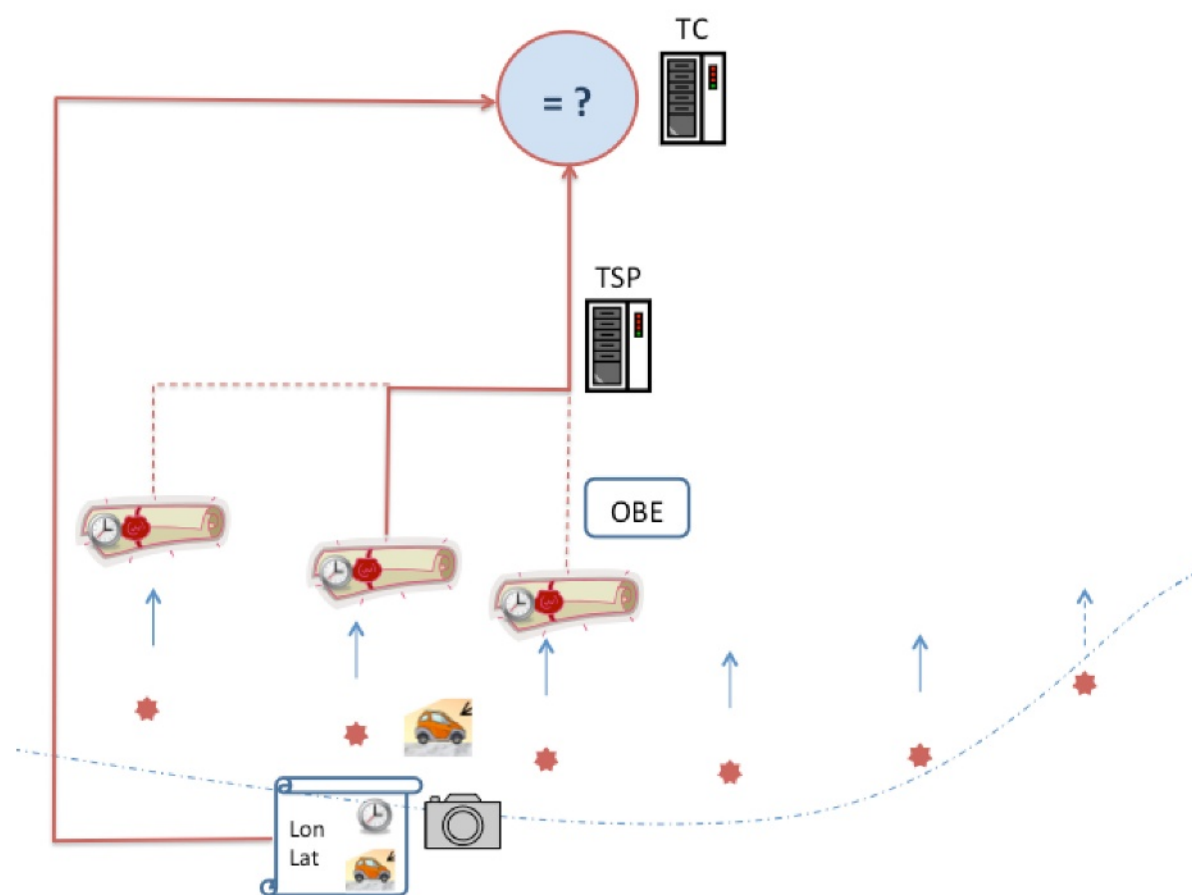 TC
= ?
TSP
OBE
Lon
Lat